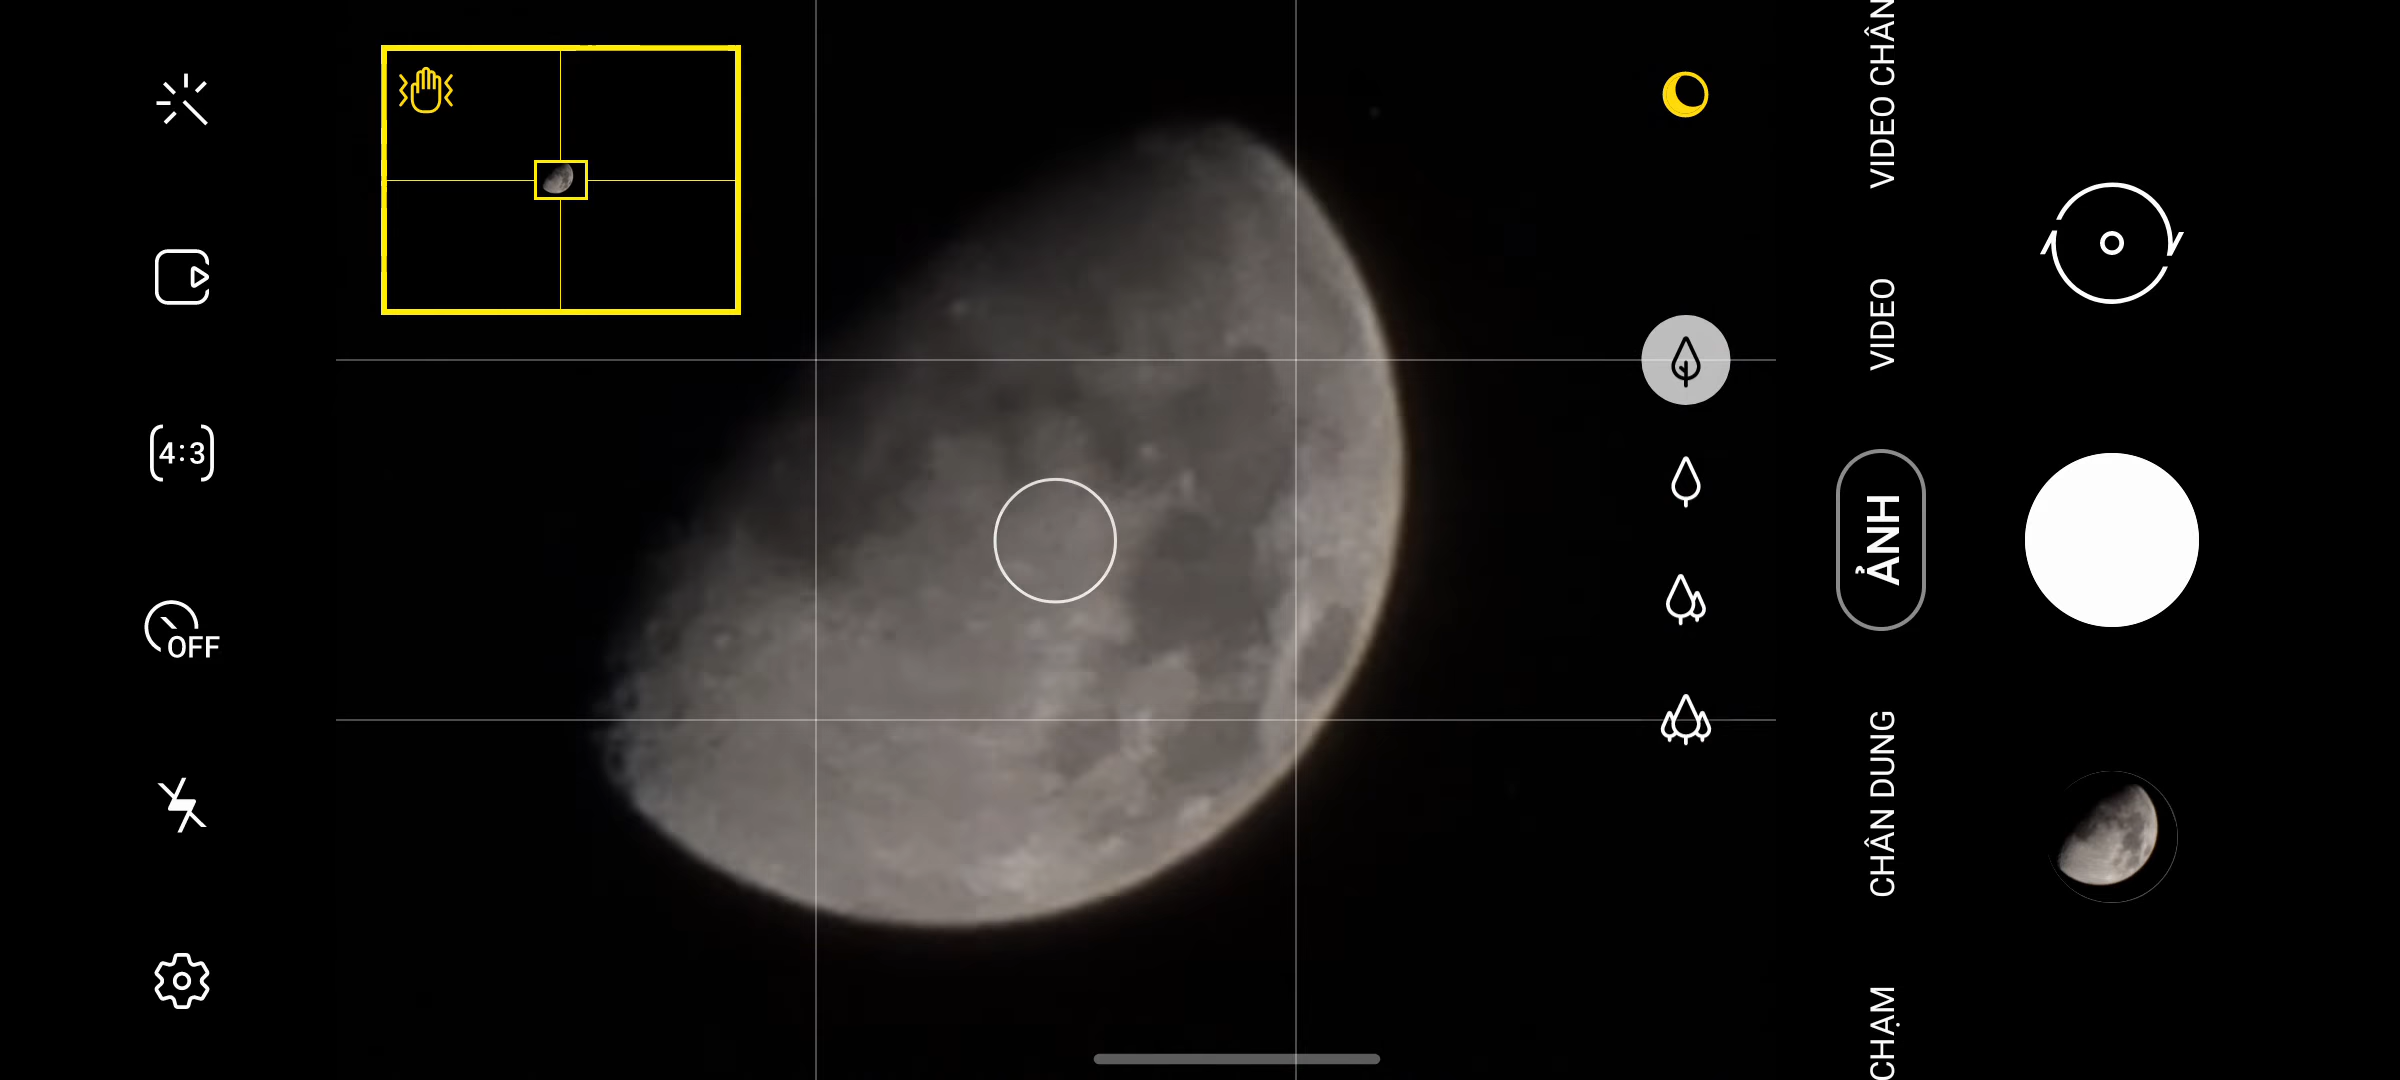 4:3
OFF
VIDEO CHÂN
VIDEO
ẢNH
CHÂN DUNG
CHẠM